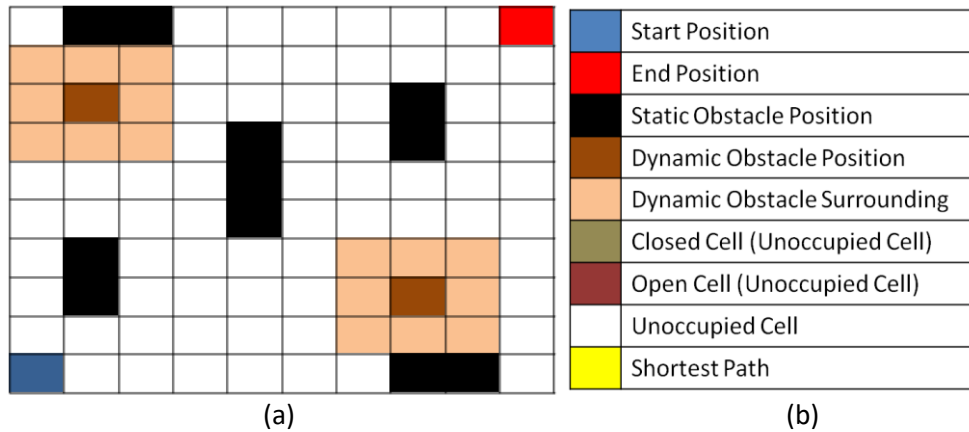 Start Position
End Position
Static Obstacle Position
Dynamic Obstacle Position
Dynamic Obstacle Surrounding
Closed Cell (Unoccupied Cell)
Open Cell (Unoccupied Cell)
Unoccupied Cell
Shortest Path
(a)
(b)